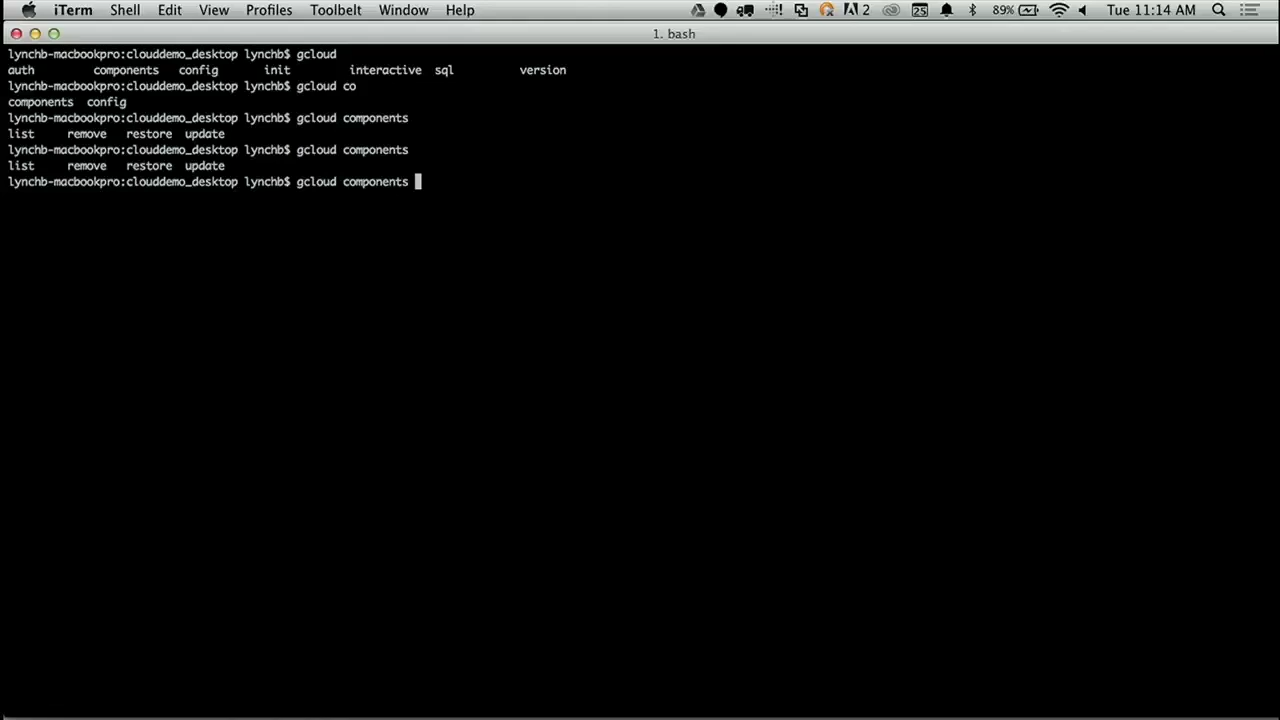 iTerm Shell Edit View Profiles Toolbelt Window Help 2 25 89% Tue 11:14 AM
1. bash
lynchb-macbookpro:clouddemo_desktop lynchb$ gcloud
auth components config init interactive sql version
lynchb-macbookpro:clouddemo_desktop lynchb$ gcloud co
components config
lynchb-macbookpro:clouddemo_desktop lynchb$ gcloud components
list remove restore update
lynchb-macbookpro:clouddemo_desktop lynchb$ gcloud components
list remove restore update
lynchb-macbookpro:clouddemo_desktop lynchb$ gcloud components